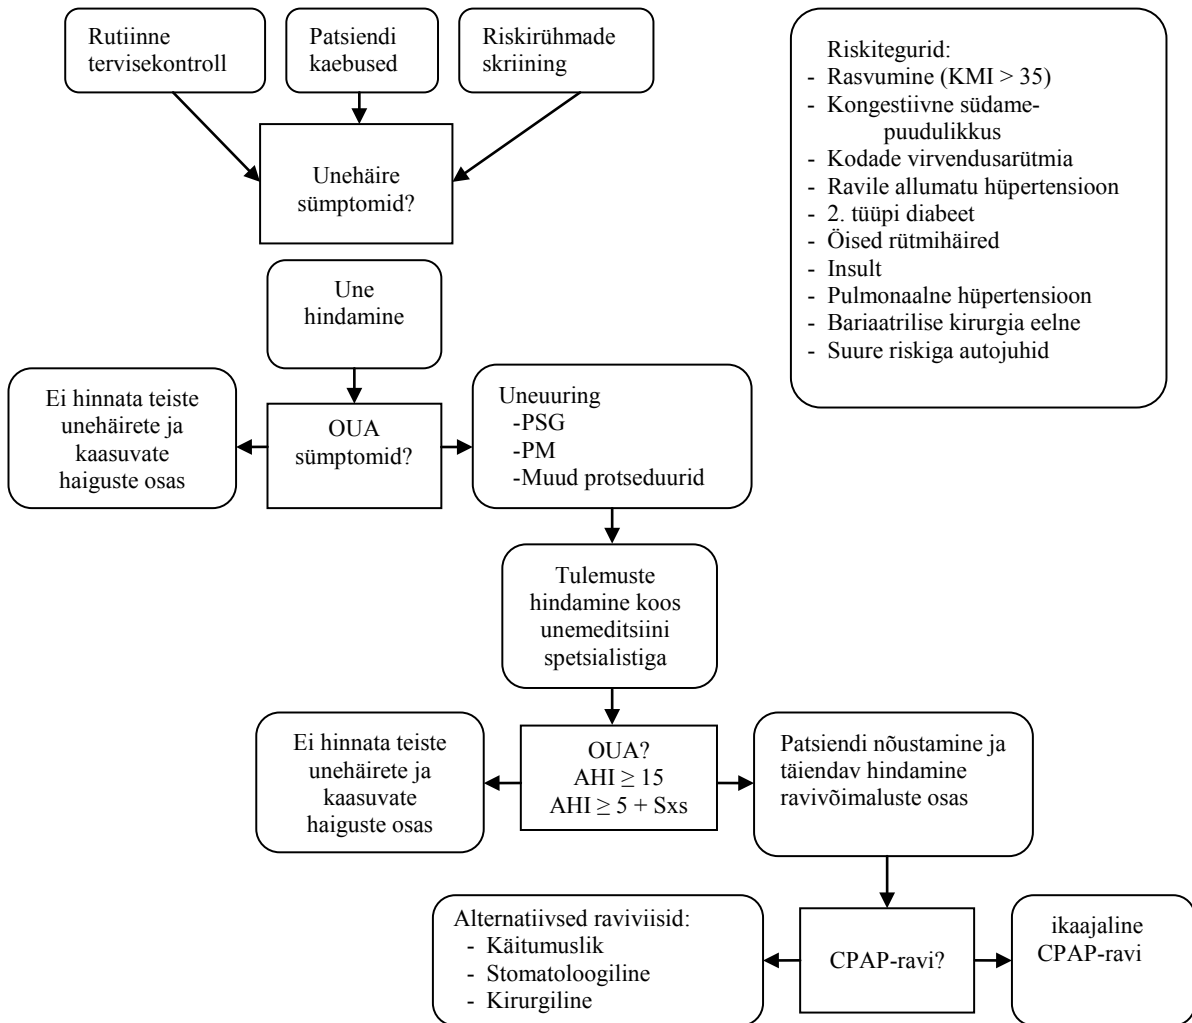 Rutiinne
tervisekontroll
Patsiendi
kaebused
Riskirühmade
skriining
Unehäire
sümptomid?
Riskitegurid:
- Rasvumine (KMI > 35)
- Kongestiivne südame-
puudulikkus
- Kodade virvendusarütmia
- Ravile allumatu hüpertensioon
- 2. tüüpi diabeet
- Öised rütmihäired
- Insult
- Pulmonaalne hüpertensioon
- Bariaatrilise kirurgia eelne
- Suure riskiga autojuhid
Une
hindamine
Ei hinnata teiste
unehäirete ja
kaasuvate
haiguste osas
OUA
sümptomid?
Uneuuring
-PSG
-PM
-Muud protseduurid
Tulemuste
hindamine koos
unemeditsiini
spetsialistiga
Ei hinnata teiste
unehäirete ja
kaasuvate
haiguste osas
OUA?
AHI ≥ 15
AHI ≥ 5 + Sxs
Patsiendi nõustamine ja
täiendav hindamine
ravivõimaluste osas
Alternatiivsed raviviisid:
- Käitumuslik
- Stomatoloogiline
- Kirurgiline
CPAP-ravi?
ikaajaline
CPAP-ravi